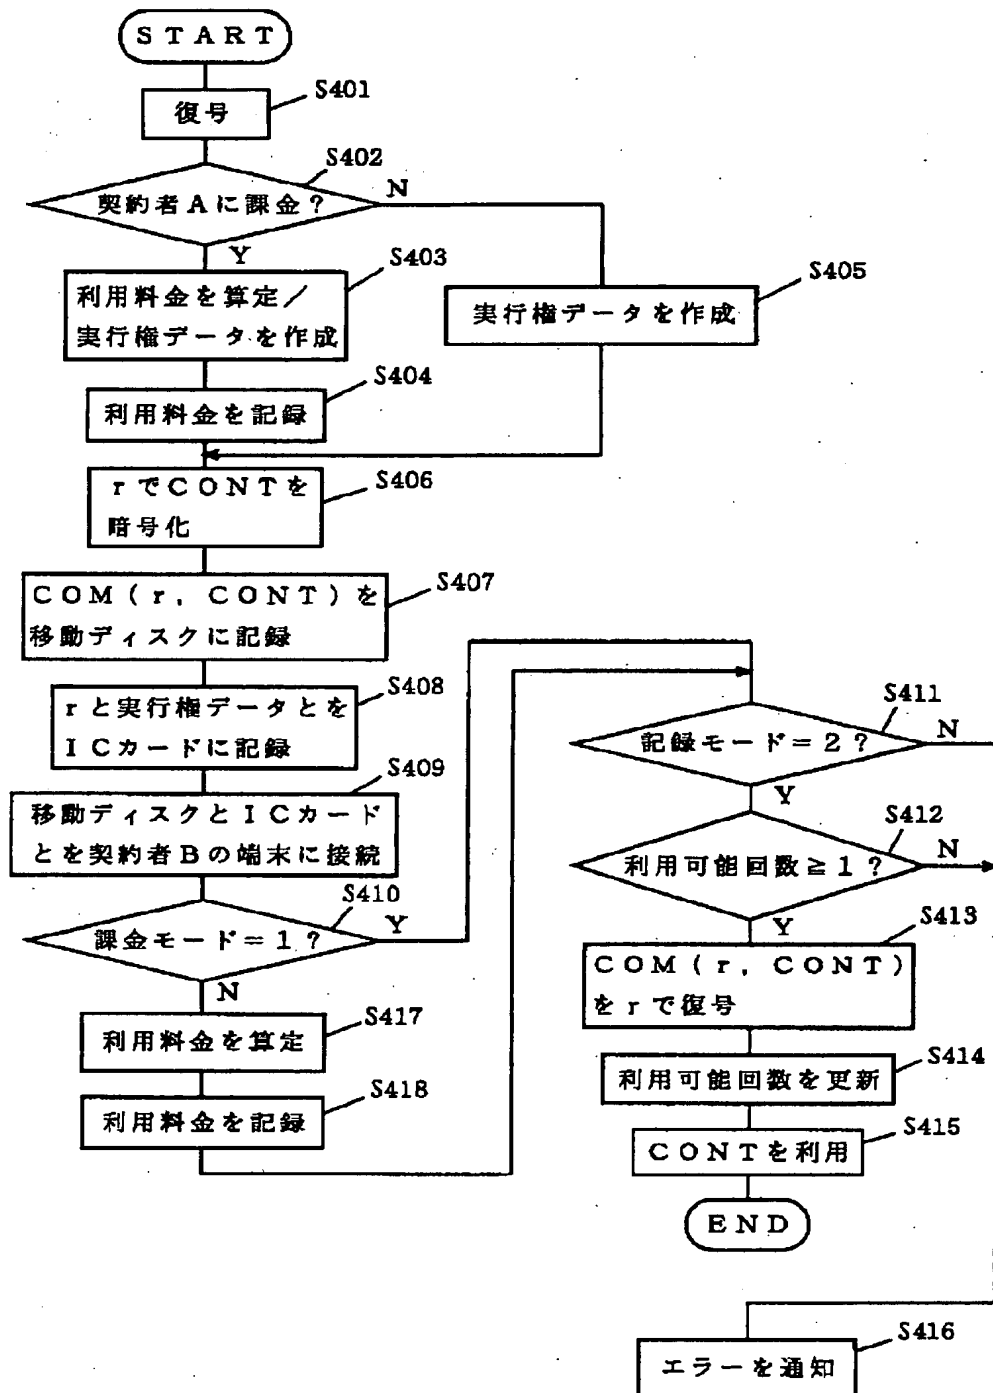 START
S401
復号
S402
契約者Aに課金?
N
Y
S403
利用料金を算定/
実行権データを作成
S405
実行権データを作成
S404
利用料金を記録
S406
rでCONTを
暗号化
S407
COM(r, CONT)を
移動ディスクに記録
S408
rと実行権データとを
ICカードに記録
S409
移動ディスクとICカード
とを契約者Bの端末に接続
S410
課金モード=1?
Y
N
S417
利用料金を算定
S418
利用料金を記録
S411
記録モード=2?
N
Y
S412
利用可能回数≧1?
N
Y
S413
COM(r, CONT)
をrで復号
S414
利用可能回数を更新
S415
CONTを利用
END
S416
エラーを通知